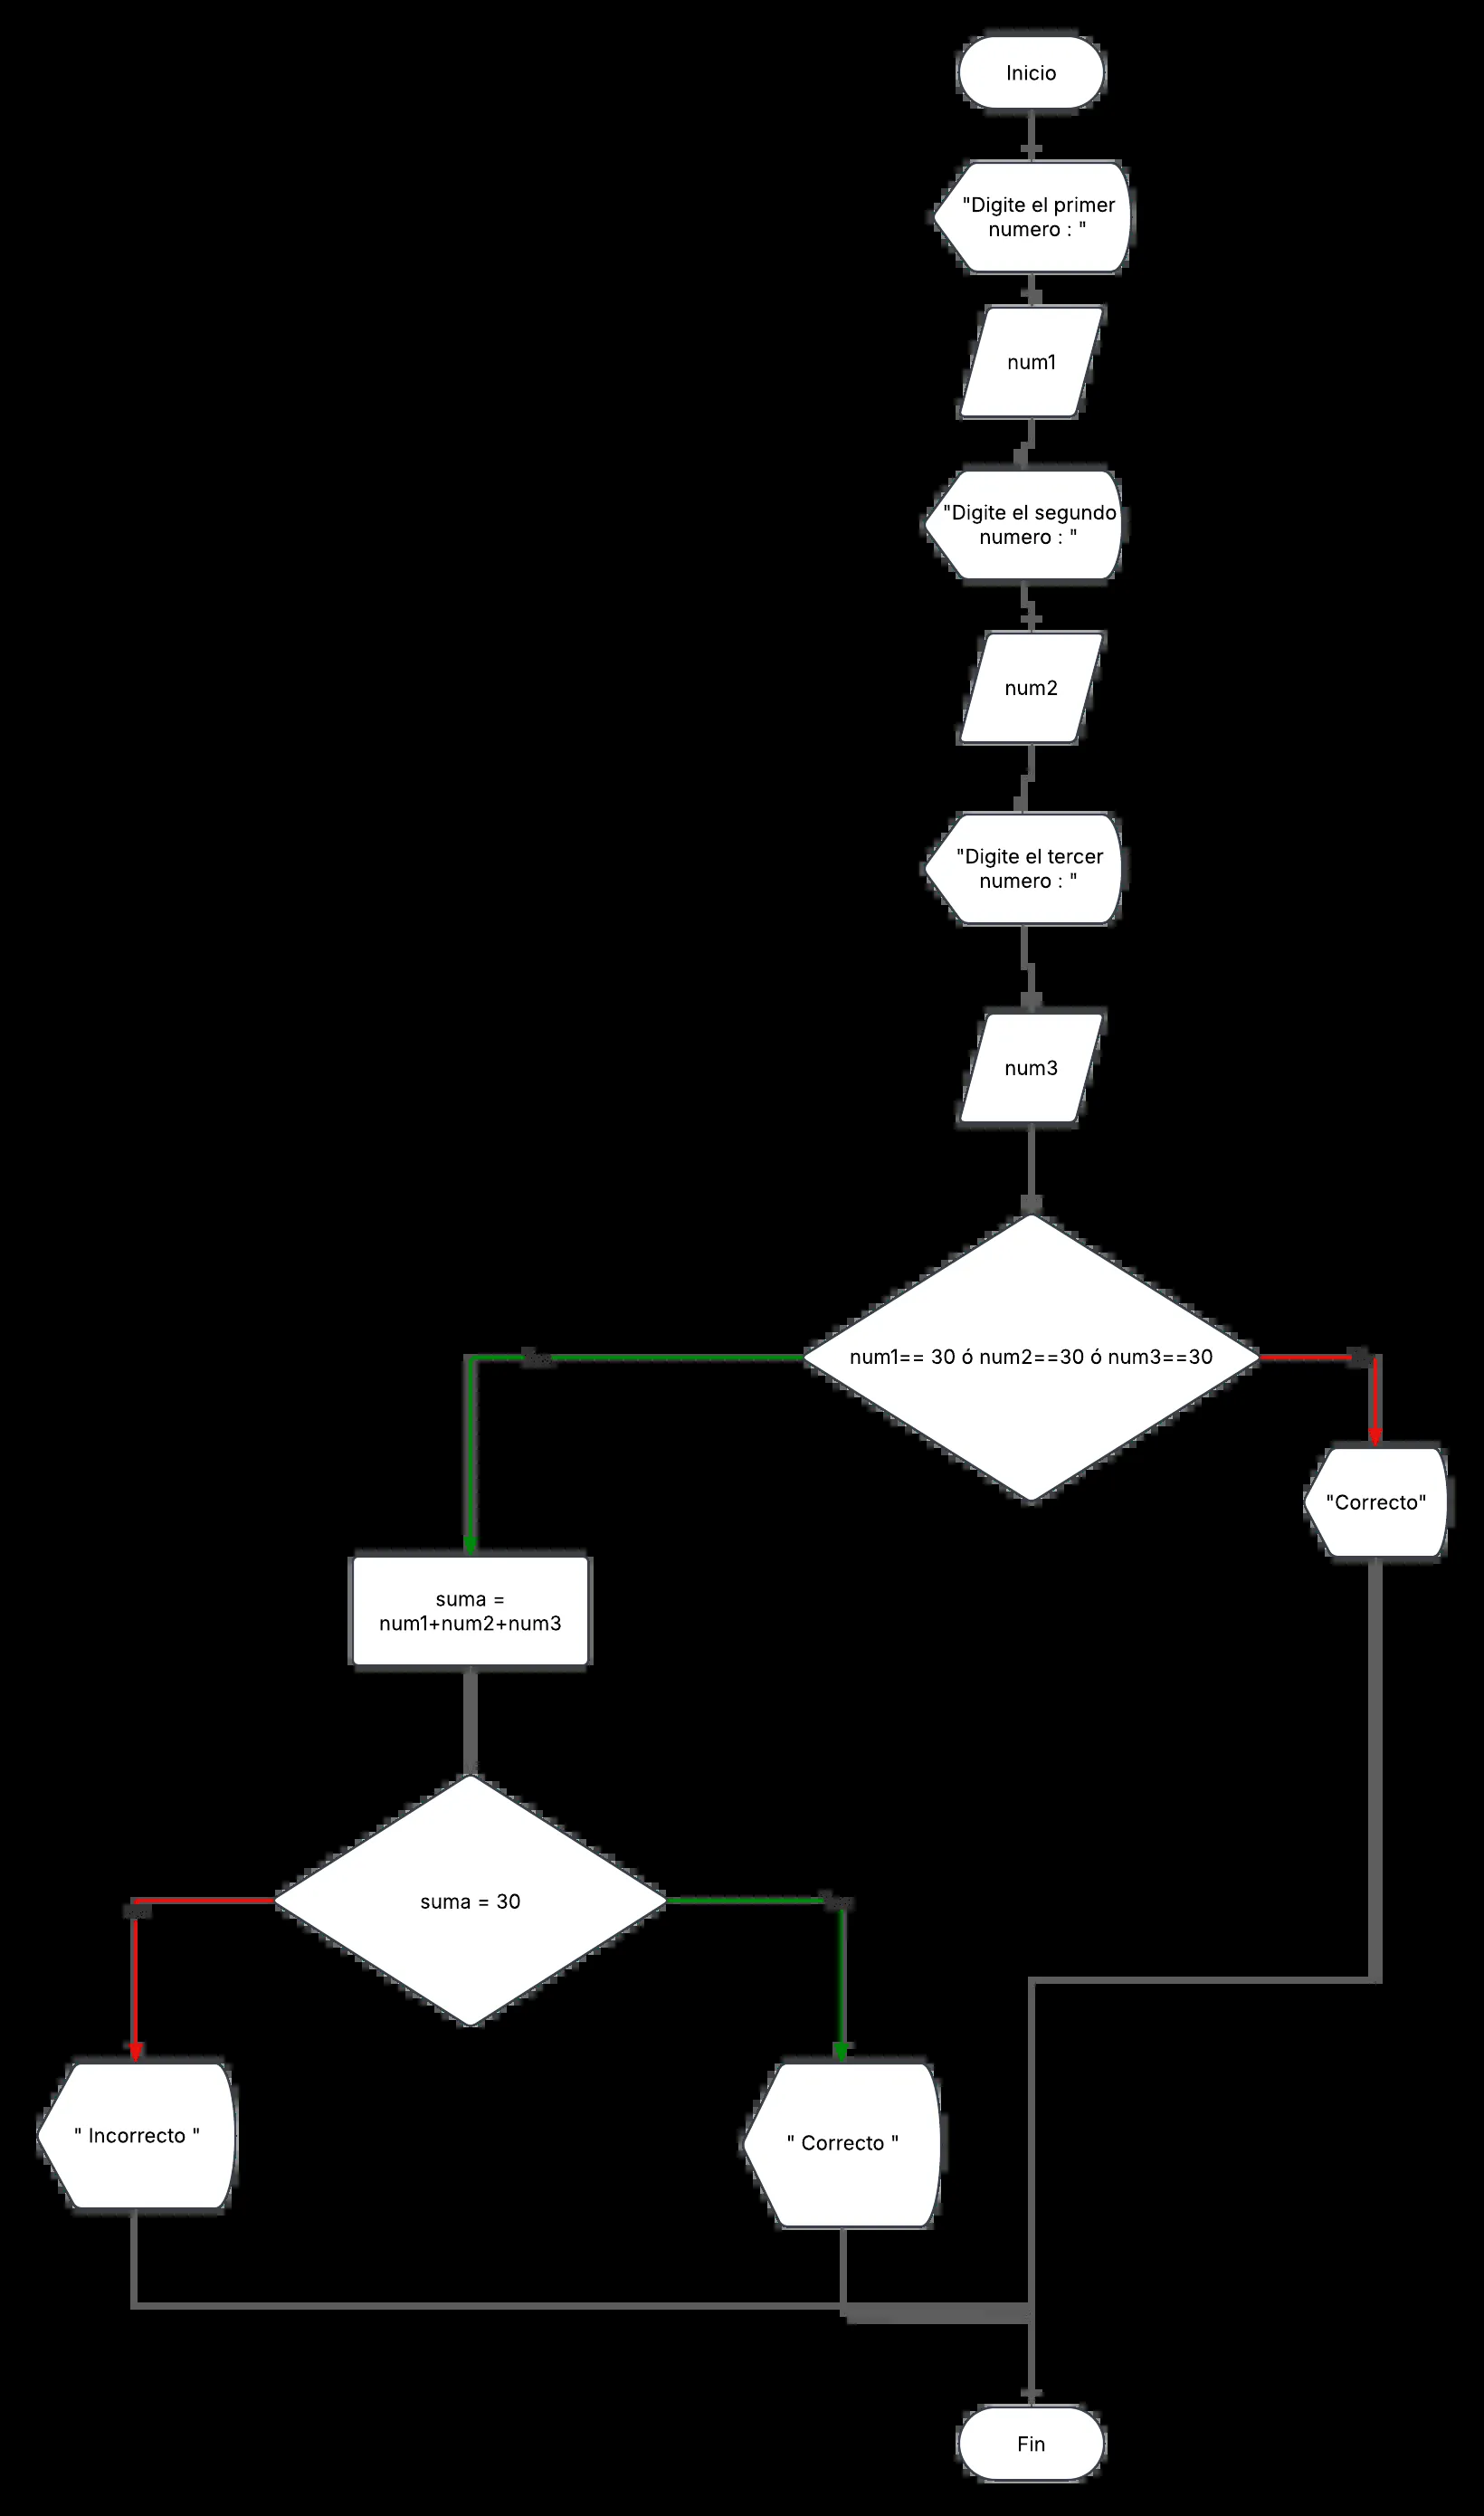 Inicio
"Digite el primer
numero : "
num1
"Digite el segundo
numero : "
num2
"Digite el tercer
numero : "
num3
num1== 30 ó num2==30 ó num3==30
"Correcto"
suma =
num1+num2+num3
suma = 30
" Incorrecto "
" Correcto "
Fin